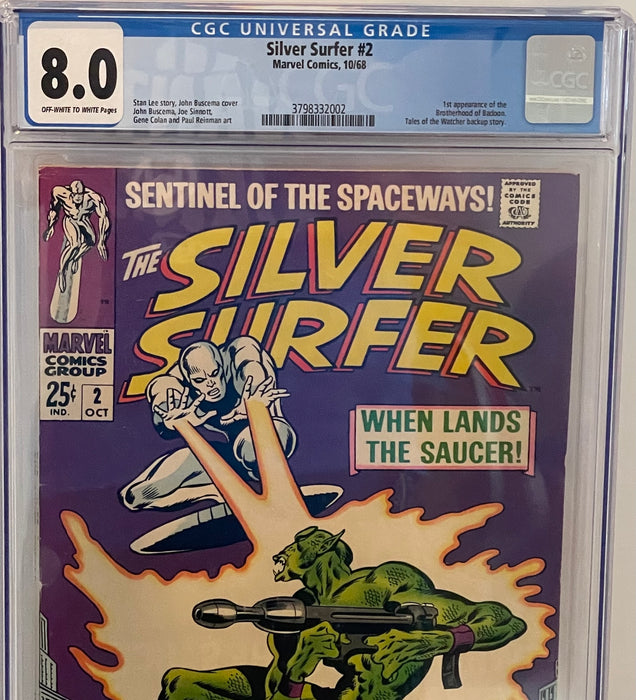 CGC UNIVERSAL GRADE
8.0
OFF-WHITE TO WHITE Pages
Silver Surfer #2
Marvel Comics, 10/68
Stan Lee story, John Buscema cover
John Buscema, Joe Sinnott,
Gene Colan and Paul Reinman art
3798332002
1st appearance of the
Brotherhood of Badoon.
Tales of the Watcher backup story.
CGC
SENTINEL OF THE SPACEWAYS!
APPROVED
BY THE
COMICS
CODE
AUTHORITY
THE SILVER
SURFER
MARVEL
COMICS
GROUP
25¢
IND.
2
OCT
WHEN LANDS
THE SAUCER!